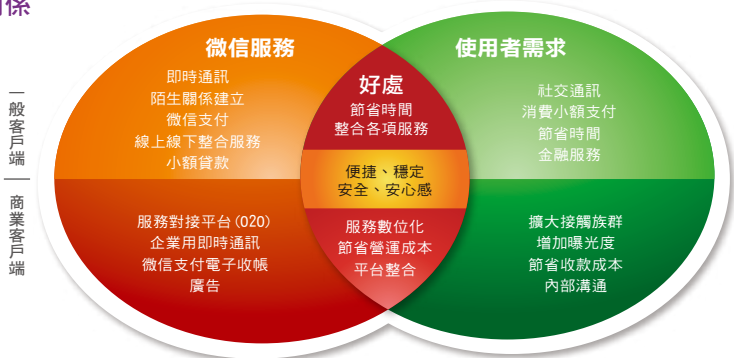 係
一般客戶端
商業客戶端
微信服務
即時通訊
陌生關係建立
微信支付
線上線下整合服務
小額貸款
服務對接平台(020)
企業用即時通訊
微信支付電子收帳
廣告
好處
節省時間
整合各項服務
便捷、穩定
安全、安心感
服務數位化
節省營運成本
平台整合
使用者需求
社交通訊
消費小額支付
節省時間
金融服務
擴大接觸族群
增加曝光度
節省收款成本
內部溝通